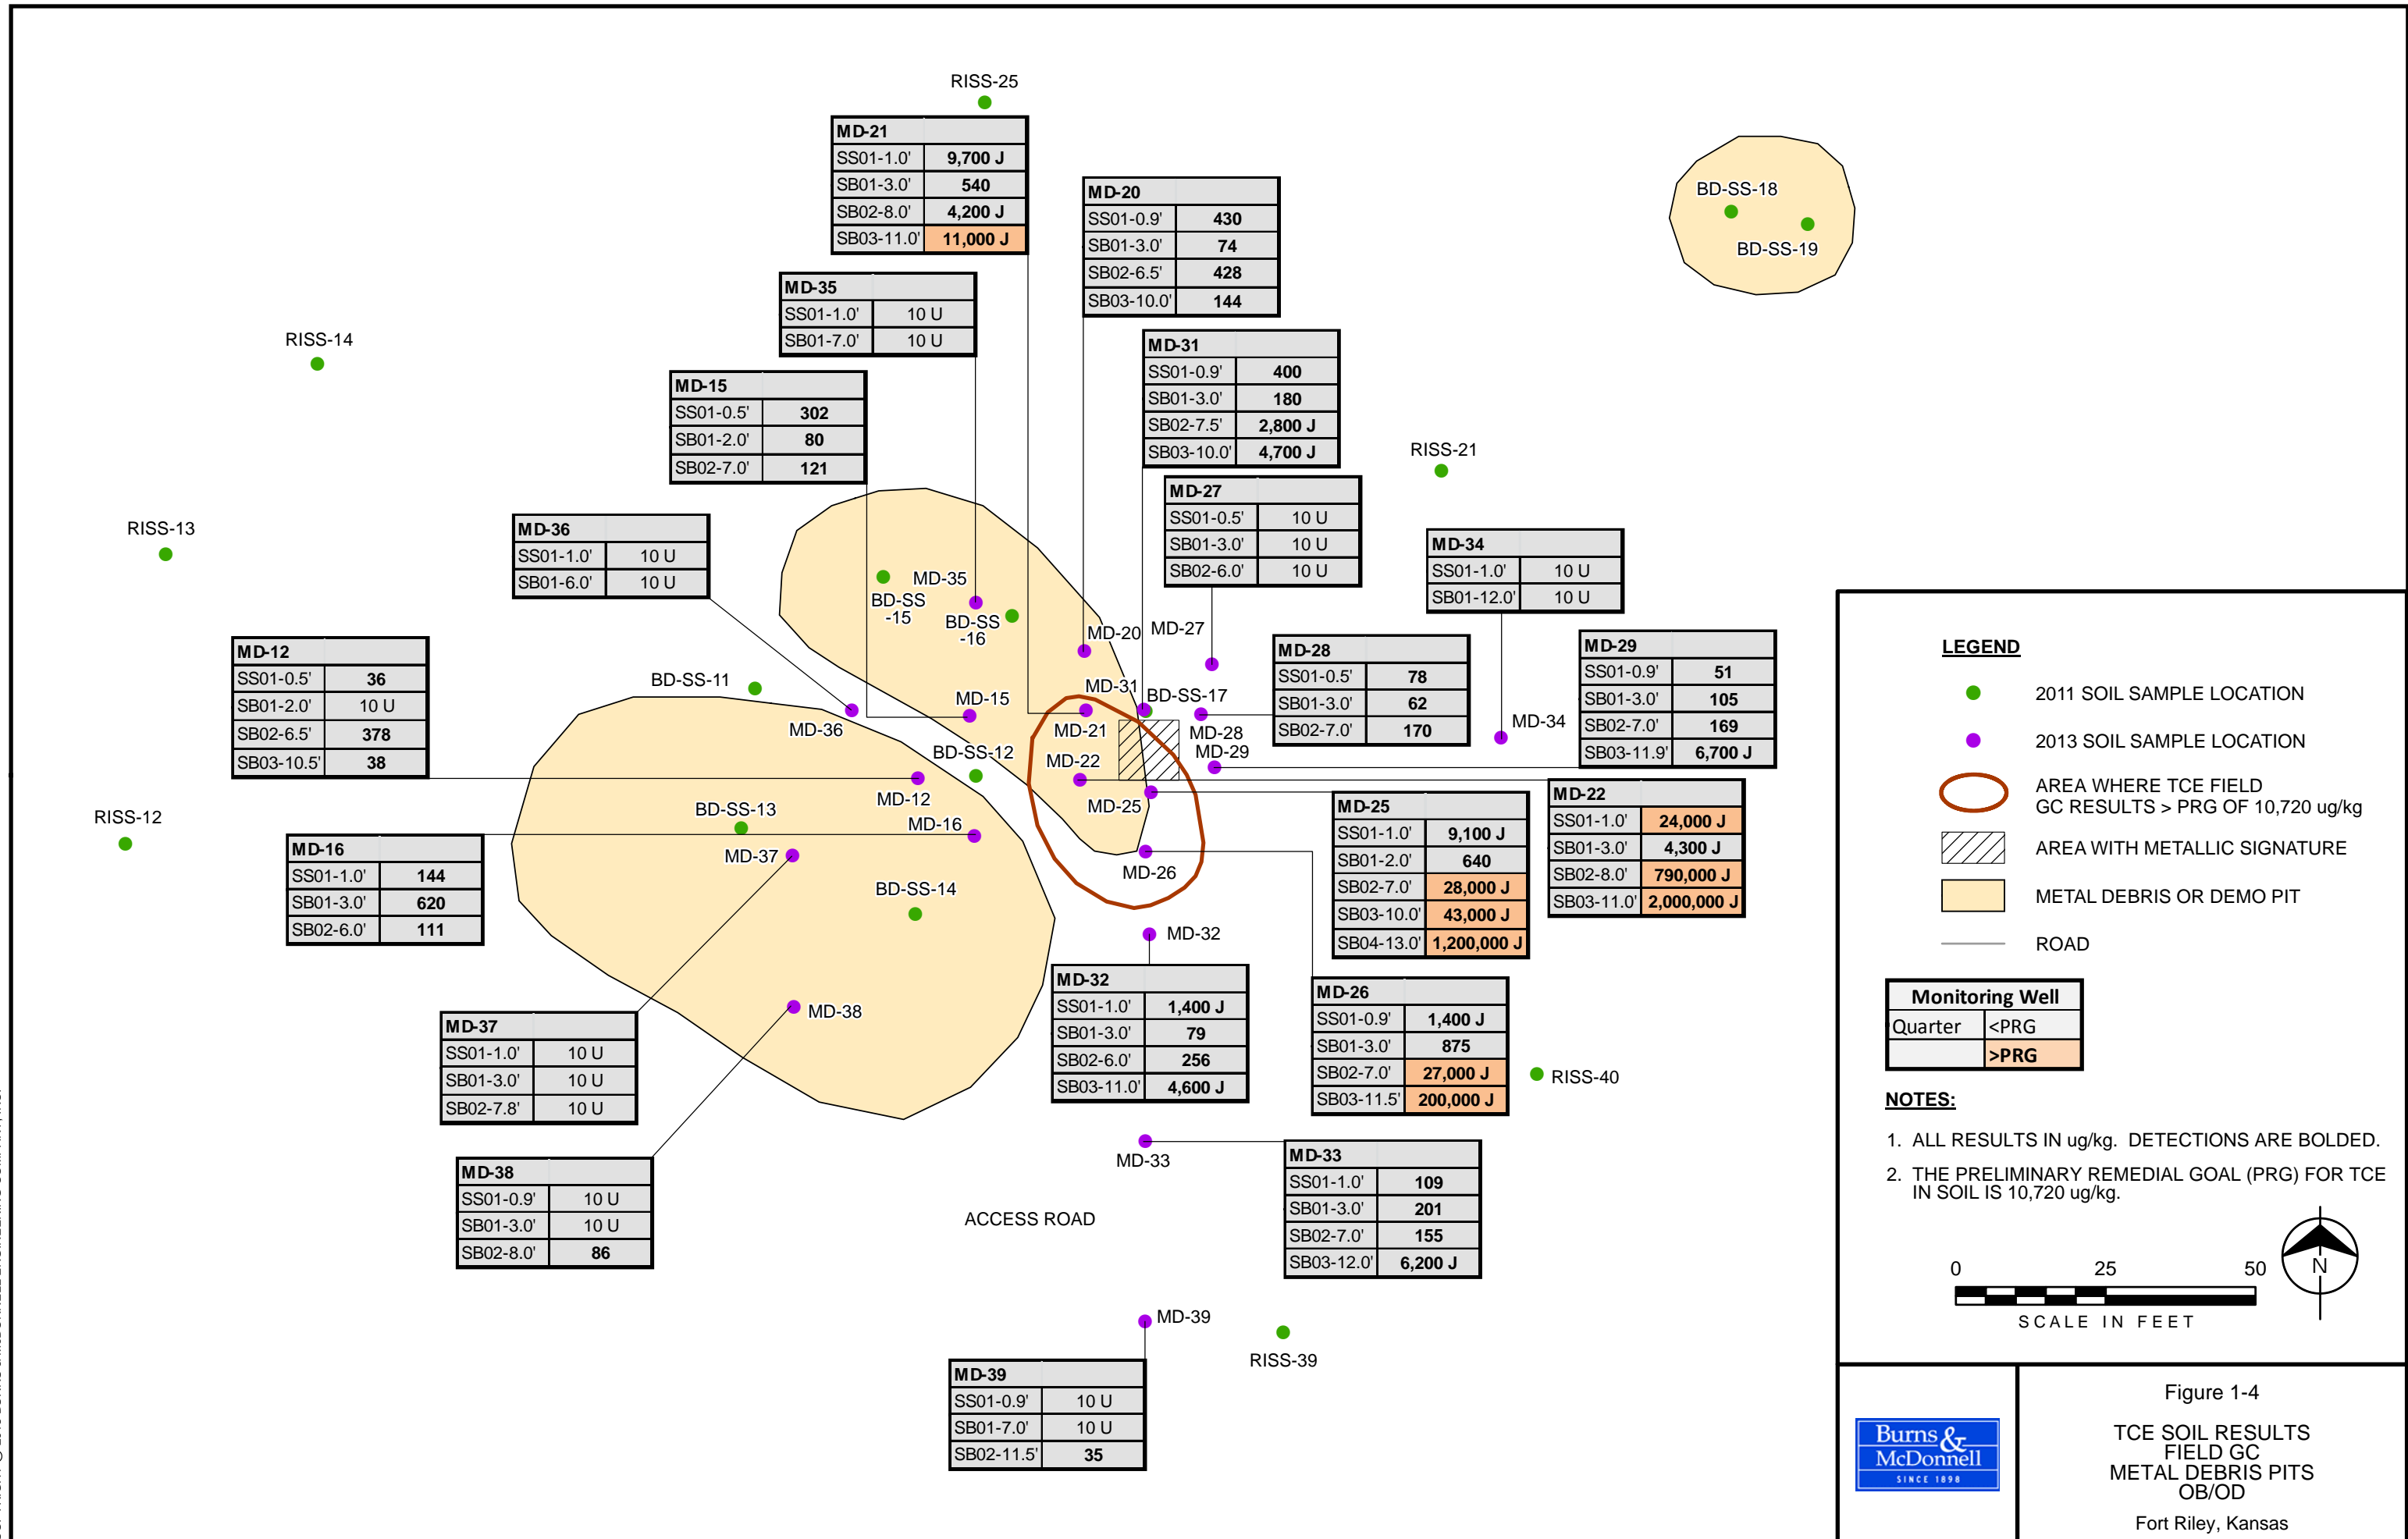 RISS-25
MD-21
SS01-1.0' 9,700 J
SB01-3.0' 540
SB02-8.0' 4,200 J
SB03-11.0' 11,000 J
MD-20
SS01-0.9' 430
SB01-3.0' 74
SB02-6.5' 428
SB03-10.0' 144
BD-SS-18
BD-SS-19
MD-35
SS01-1.0' 10 U
SB01-7.0' 10 U
RISS-14
MD-31
SS01-0.9' 400
SB01-3.0' 180
SB02-7.5' 2,800 J
SB03-10.0' 4,700 J
MD-15
SS01-0.5' 302
SB01-2.0' 80
SB02-7.0' 121
RISS-21
MD-27
SS01-0.5' 10 U
SB01-3.0' 10 U
SB02-6.0' 10 U
RISS-13
MD-36
SS01-1.0' 10 U
SB01-6.0' 10 U
MD-34
SS01-1.0' 10 U
SB01-12.0' 10 U
MD-35
BD-SS
-15
BD-SS
-16
MD-20
MD-27
MD-12
SS01-0.5' 36
SB01-2.0' 10 U
SB02-6.5' 378
SB03-10.5' 38
MD-28
SS01-0.5' 78
SB01-3.0' 62
SB02-7.0' 170
MD-29
SS01-0.9' 51
SB01-3.0' 105
SB02-7.0' 169
SB03-11.9' 6,700 J
BD-SS-11
MD-36
MD-15
MD-31
BD-SS-17
MD-21
MD-28
MD-29
MD-34
BD-SS-12
MD-22
MD-12
MD-25
BD-SS-13
MD-16
RISS-12
MD-37
MD-26
BD-SS-14
MD-16
SS01-1.0' 144
SB01-3.0' 620
SB02-6.0' 111
MD-25
SS01-1.0' 9,100 J
SB01-2.0' 640
SB02-7.0' 28,000 J
SB03-10.0' 43,000 J
SB04-13.0' 1,200,000 J
MD-22
SS01-1.0' 24,000 J
SB01-3.0' 4,300 J
SB02-8.0' 790,000 J
SB03-11.0' 2,000,000 J
MD-32
MD-32
SS01-1.0' 1,400 J
SB01-3.0' 79
SB02-6.0' 256
SB03-11.0' 4,600 J
MD-26
SS01-0.9' 1,400 J
SB01-3.0' 875
SB02-7.0' 27,000 J
SB03-11.5' 200,000 J
RISS-40
MD-38
MD-37
SS01-1.0' 10 U
SB01-3.0' 10 U
SB02-7.8' 10 U
MD-38
SS01-0.9' 10 U
SB01-3.0' 10 U
SB02-8.0' 86
MD-33
MD-33
SS01-1.0' 109
SB01-3.0' 201
SB02-7.0' 155
SB03-12.0' 6,200 J
ACCESS ROAD
MD-39
RISS-39
MD-39
SS01-0.9' 10 U
SB01-7.0' 10 U
SB02-11.5' 35
LEGEND
2011 SOIL SAMPLE LOCATION
2013 SOIL SAMPLE LOCATION
AREA WHERE TCE FIELD
GC RESULTS > PRG OF 10,720 ug/kg
AREA WITH METALLIC SIGNATURE
METAL DEBRIS OR DEMO PIT
ROAD
Monitoring Well
Quarter <PRG
>PRG
NOTES:
1. ALL RESULTS IN ug/kg. DETECTIONS ARE BOLDED.
2. THE PRELIMINARY REMEDIAL GOAL (PRG) FOR TCE
IN SOIL IS 10,720 ug/kg.
0 25 50
SCALE IN FEET
N
Burns &
McDonnell
SINCE 1898
Figure 1-4
TCE SOIL RESULTS
FIELD GC
METAL DEBRIS PITS
OB/OD
Fort Riley, Kansas